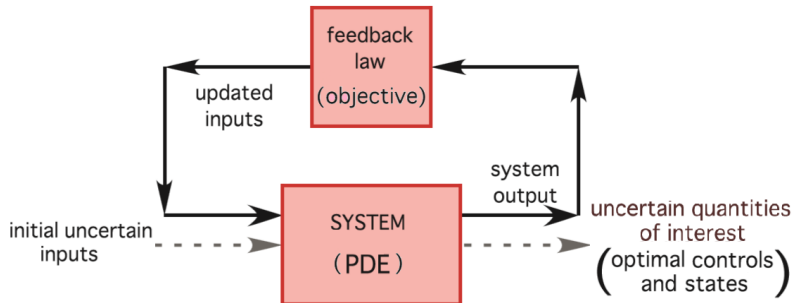 feedback
law
(objective)
updated
inputs
system
output
initial uncertain
inputs
SYSTEM
(PDE)
uncertain quantities
of interest
(optimal controls
and states)